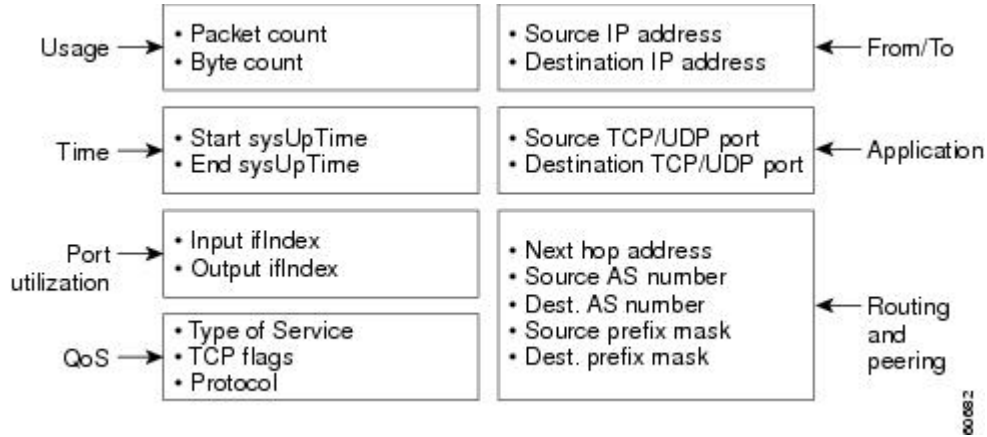 Usage
• Packet count
• Byte count
• Source IP address
• Destination IP address
From/To
Time
• Start sysUpTime
• End sysUpTime
• Source TCP/UDP port
• Destination TCP/UDP port
Application
Port
utilization
• Input ifIndex
• Output ifIndex
QoS
• Type of Service
• TCP flags
• Protocol
• Next hop address
• Source AS number
• Dest. AS number
• Source prefix mask
• Dest. prefix mask
Routing
and
peering
60682